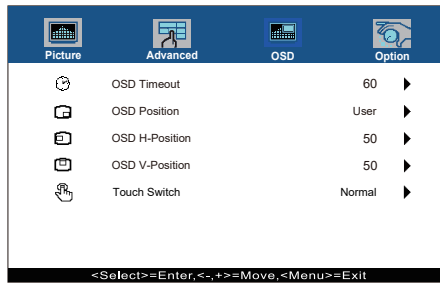 Picture Advanced OSD Option
OSD Timeout 60
OSD Position User
OSD H-Position 50
OSD V-Position 50
Touch Switch Normal
<Select>=Enter,<-,+>=Move,<Menu>=Exit